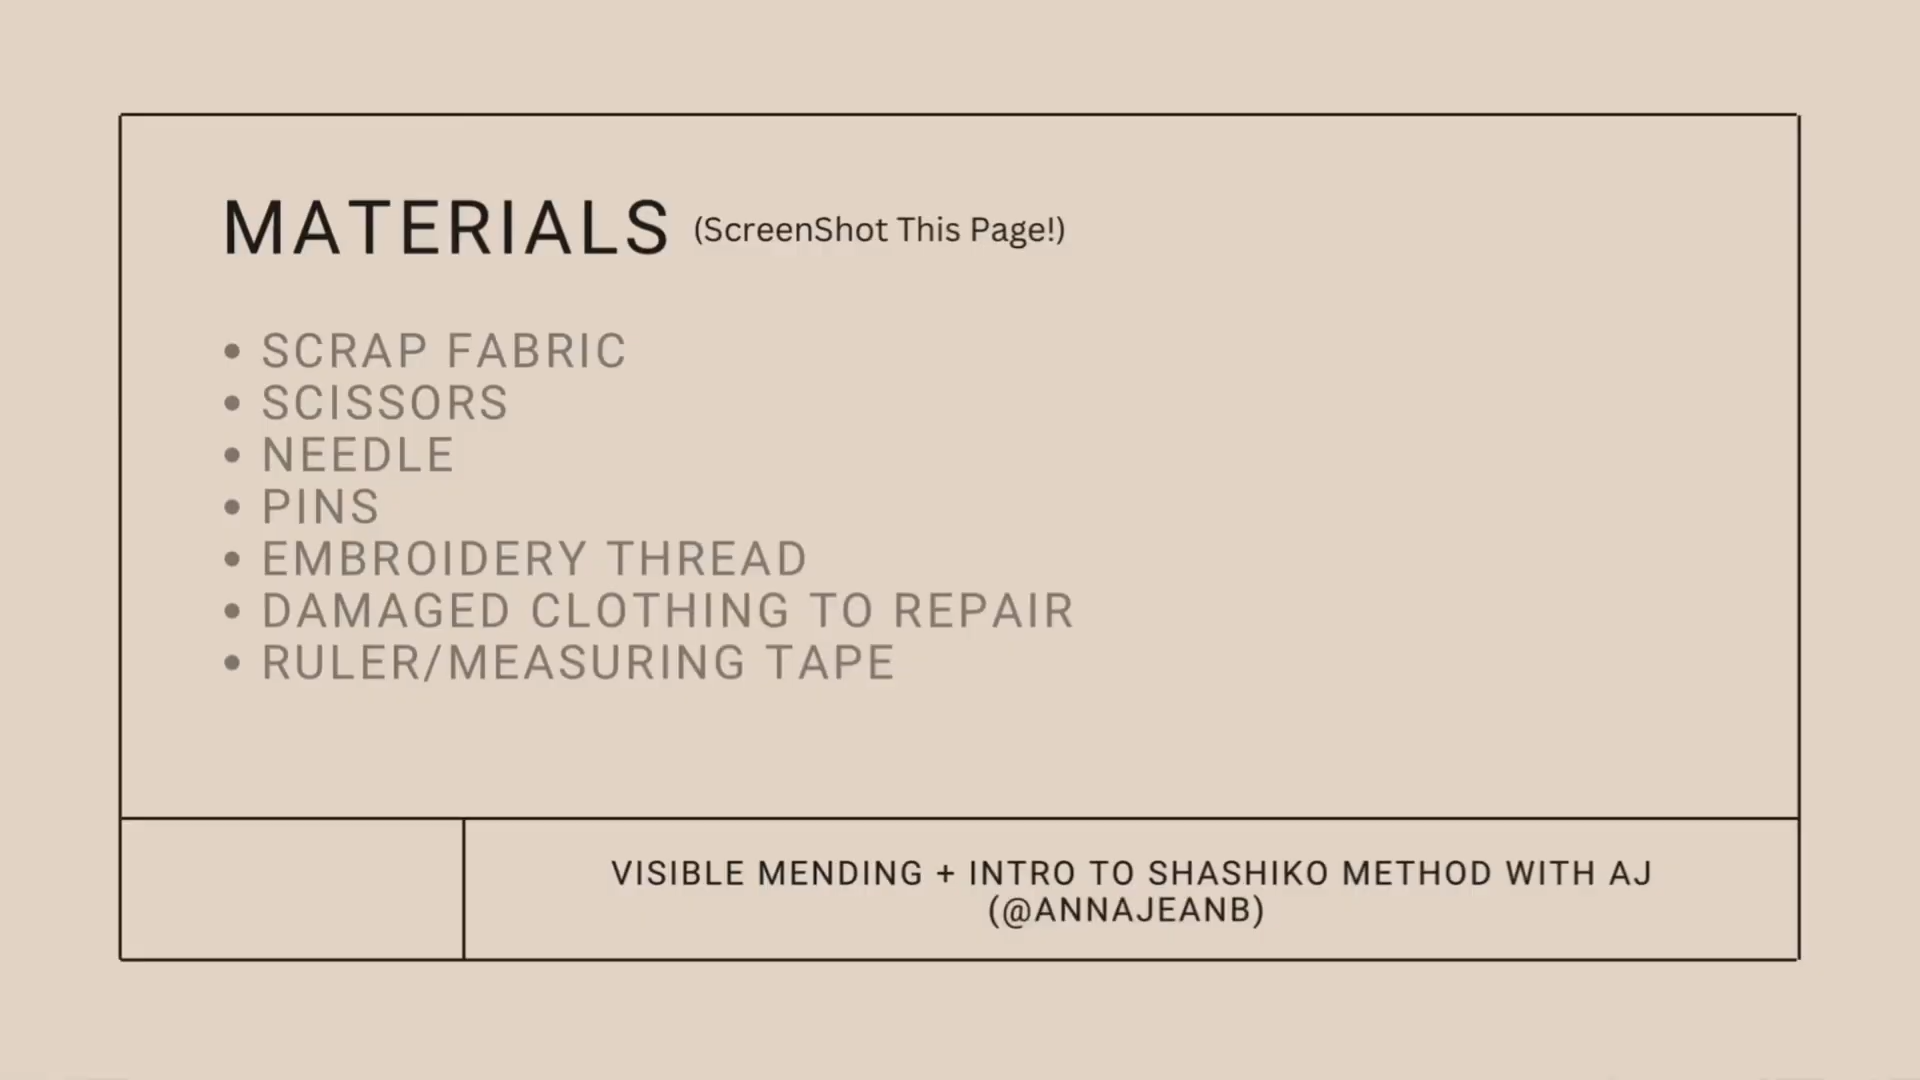 MATERIALS (ScreenShot This Page!)
• SCRAP FABRIC
• SCISSORS
• NEEDLE
• PINS
• EMBROIDERY THREAD
• DAMAGED CLOTHING TO REPAIR
• RULER/MEASURING TAPE
VISIBLE MENDING + INTRO TO SHASHIKO METHOD WITH AJ
(@ANNAJEANB)